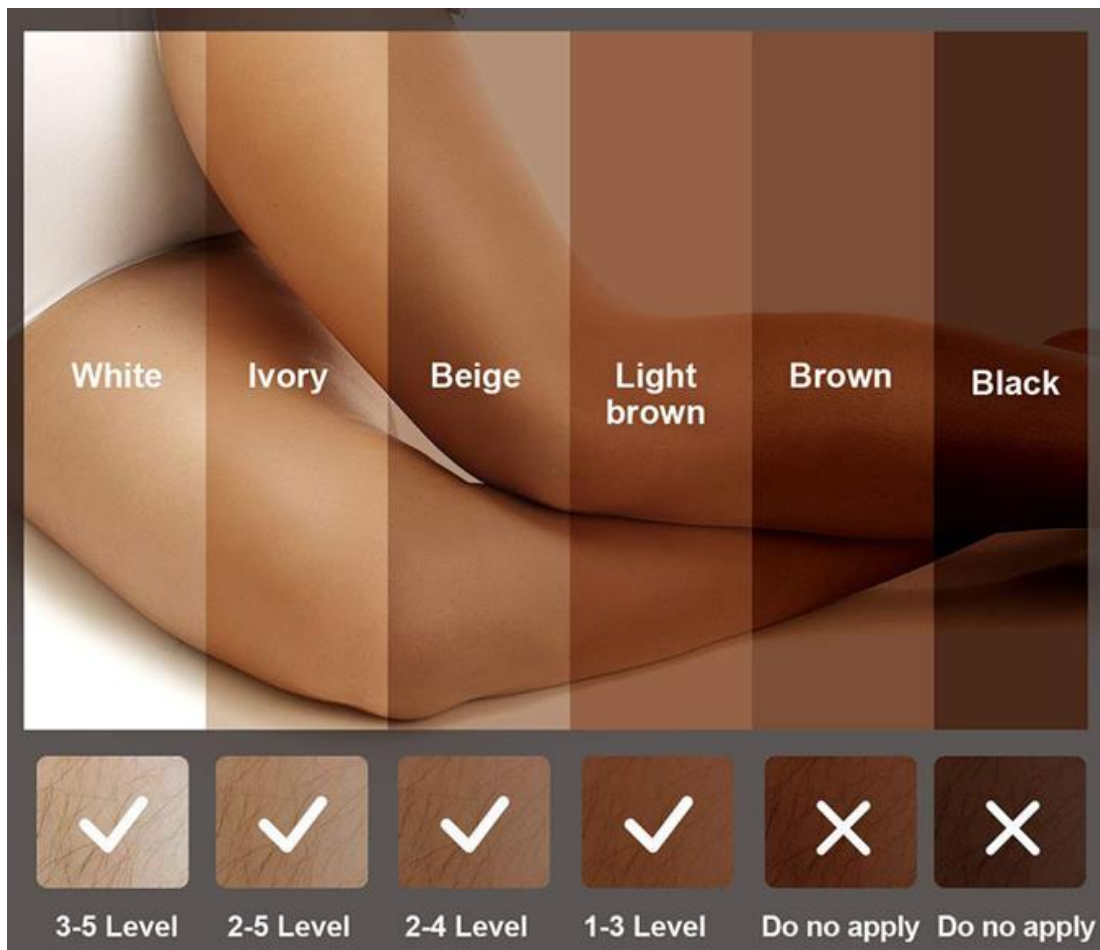 White
Ivory
Beige
Light
brown
Brown
Black
3-5 Level
2-5 Level
2-4 Level
1-3 Level
Do no apply
Do no apply